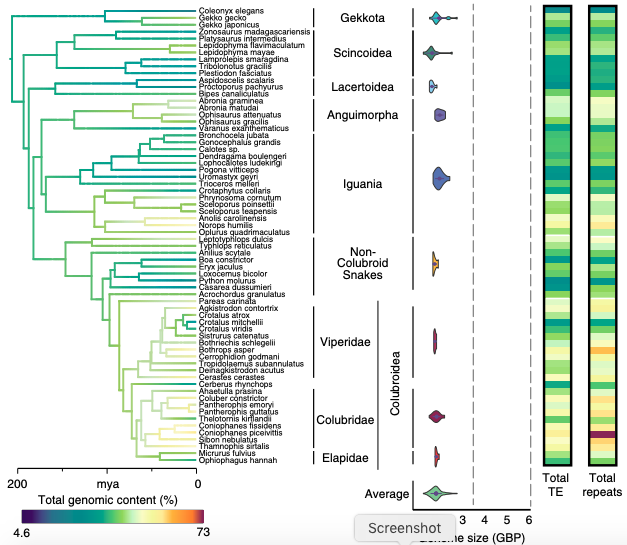 Coleonyx elegans
Gekko gecko
Gekko japonicus
Zonosaurus madagascariensis
Platysaurus intermedius
Lepidophyma flavimaculatum
Lepidophyma mayae
Lamprolepis smaragdina
Tribolonotus gracilis
Plestiodon fasciatus
Aspidoscelis scalaris
Proctoporus pachyurus
Bipes canaliculatus
Abronia graminea
Abronia matudai
Ophisaurus attenuatus
Ophisaurus gracilis
Varanus exanthematicus
Bronchocela jubata
Gonocephalus grandis
Calotes sp.
Dendragama boulengeri
Lophocalotes ludekingi
Pogona vitticeps
Uromastyx geyri
Trioceros melleri
Crotaphytus collaris
Phrynosoma cornutum
Sceloporus poinsettii
Sceloporus teapensis
Anolis carolinensis
Norops humilis
Oplurus quadrimaculatus
Leptotyphlops dulcis
Typhlops reticulatus
Anilius scytale
Boa constrictor
Eryx jaculus
Loxocemus bicolor
Python molurus
Casarea dussumieri
Acrochordus granulatus
Pareas carinata
Agkistrodon contortrix
Crotalus atrox
Crotalus mitchellii
Crotalus viridis
Sistrurus catenatus
Bothriechis schlegelii
Bothrops asper
Cerrophidion godmani
Tropidolaemus subannulatus
Deinagkistrodon acutus
Cerastes cerastes
Cerberus rhynchops
Ahaetulla prasina
Coluber constrictor
Pantherophis emoryi
Pantherophis guttatus
Thelotornis kirtlandii
Coniophanes fissidens
Coniophanes piceivittis
Sibon nebulatus
Thamnophis sirtalis
Micrurus fulvius
Ophiophagus hannah
Gekkota
Scincoidea
Lacertoidea
Anguimorpha
Iguania
Non-
Colubroid
Snakes
Viperidae
Colubridae
Elapidae
Colubroidea
Average
200 mya 0
Total genomic content (%)
4.6 73
3 4 5 6
Genome size (GBP)
Screenshot
Total
TE
Total
repeats